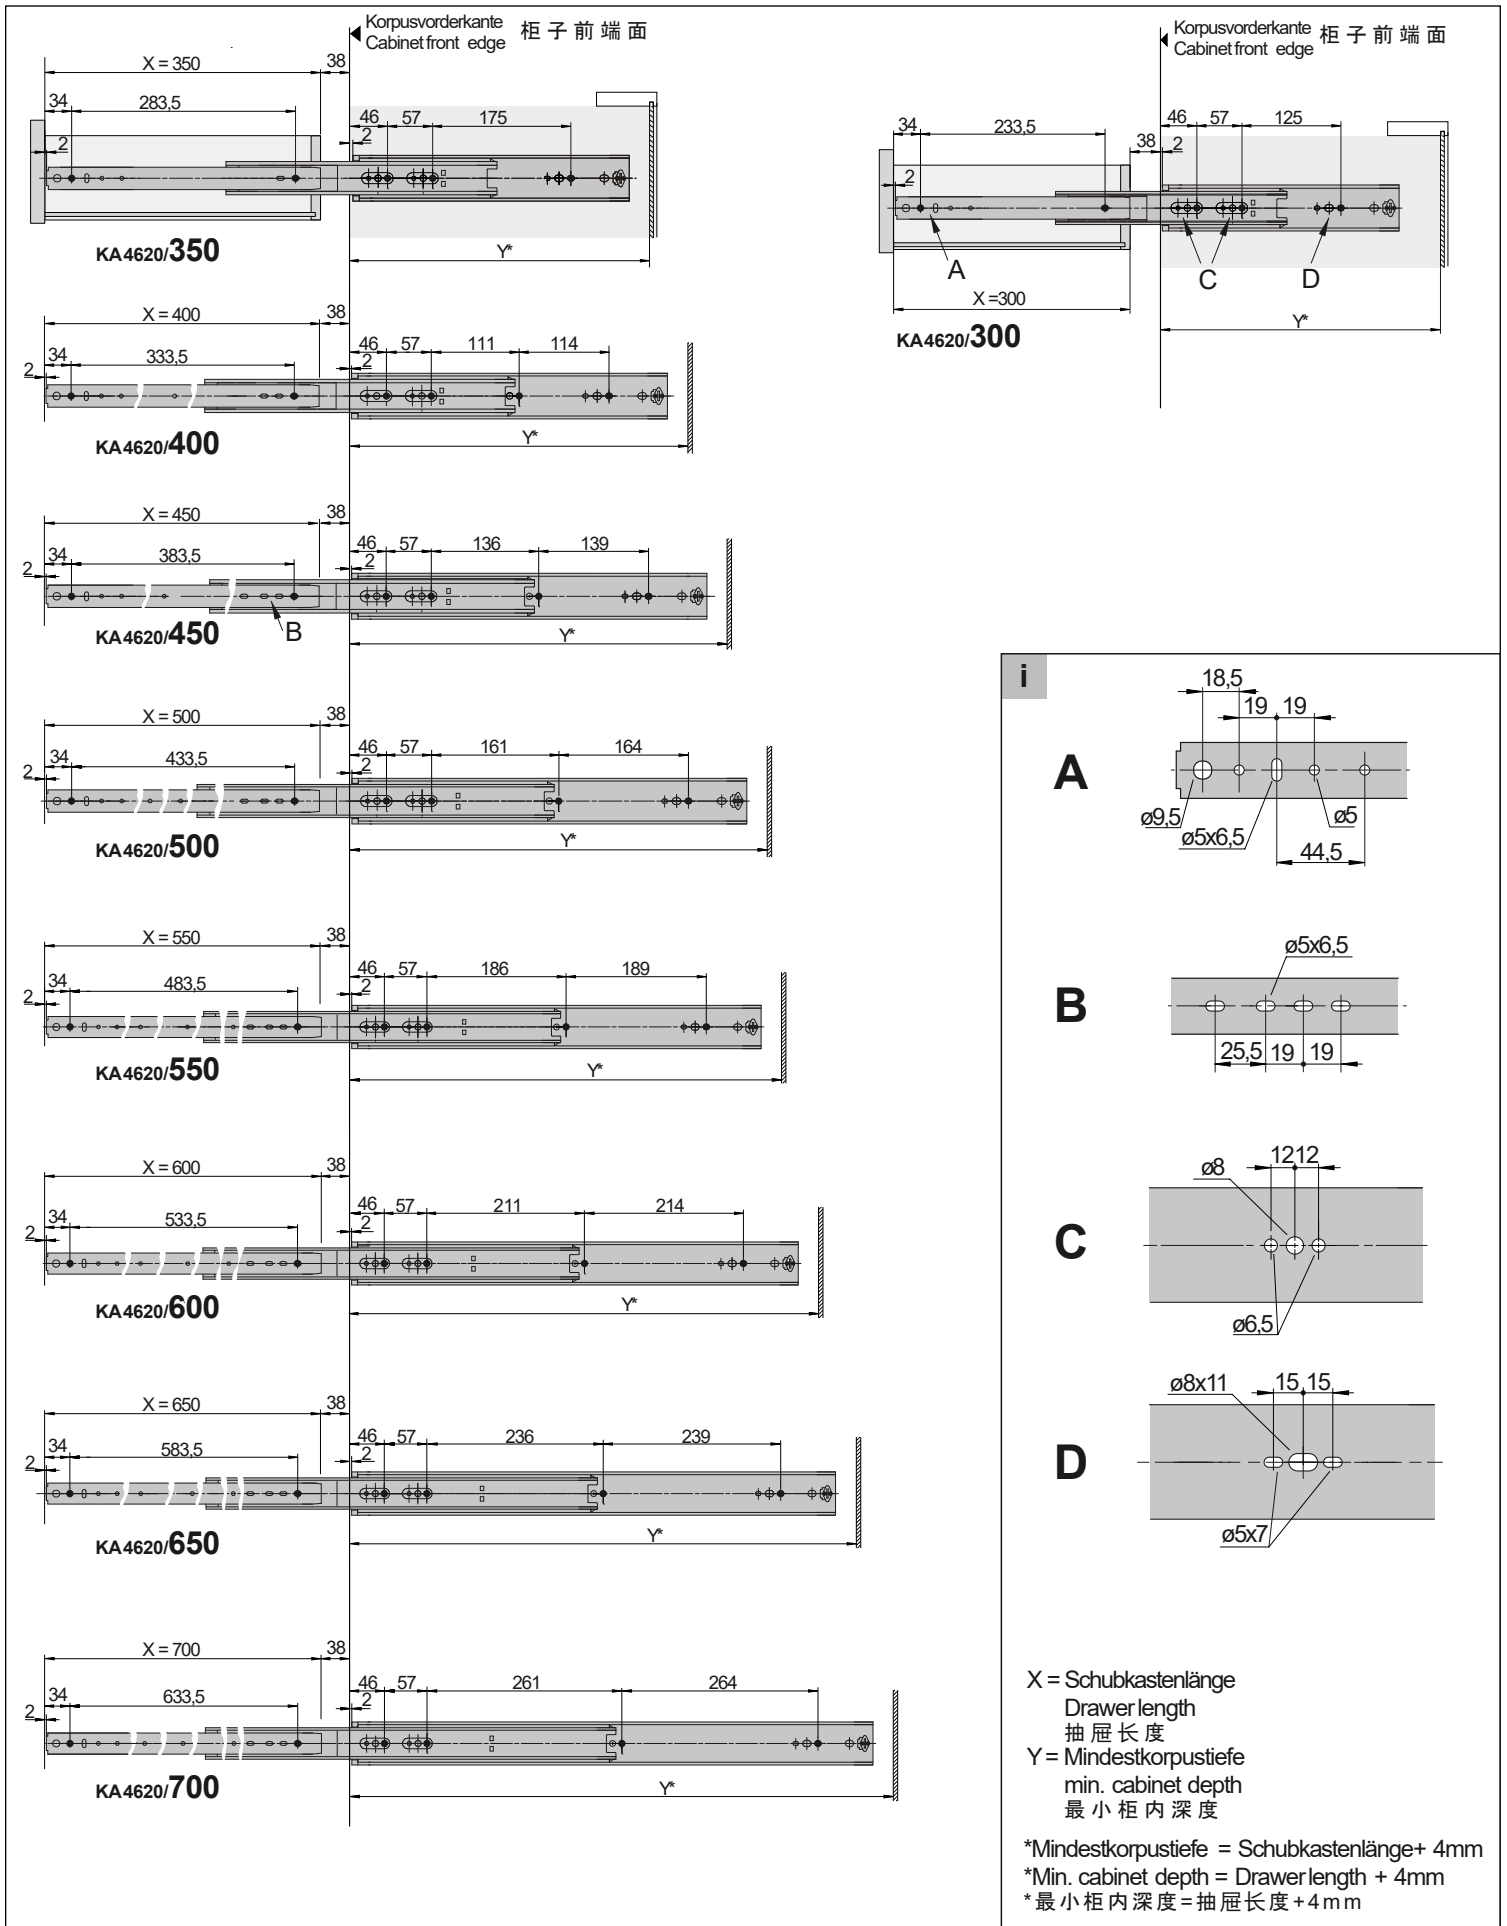 Korpusvorderkante
Cabinet front edge
柜子前端面
X = 350
38
34
283,5
2
46
57
175
2
Y*
KA4620/350
Korpusvorderkante
Cabinet front edge
柜子前端面
34
233,5
38
46
57
125
2
2
A
C
D
X =300
Y*
KA4620/300
X = 400
38
34
333,5
2
46
57
111
114
2
Y*
KA4620/400
X = 450
38
34
383,5
2
46
57
136
139
2
B
Y*
KA4620/450
X = 500
38
34
433,5
2
46
57
161
164
2
Y*
KA4620/500
X = 550
38
34
483,5
2
46
57
186
189
2
Y*
KA4620/550
X = 600
38
34
533,5
2
46
57
211
214
2
Y*
KA4620/600
X = 650
38
34
583,5
2
46
57
236
239
2
Y*
KA4620/650
X = 700
38
34
633,5
2
46
57
261
264
2
Y*
KA4620/700
i
A
18,5
19
19
ø9,5
ø5x6,5
ø5
44,5
B
ø5x6,5
25,5
19
19
C
ø8
12
12
ø6,5
D
ø8x11
15
15
ø5x7
X = Schubkastenlänge
Drawer length
抽屉长度
Y = Mindestkorpustiefe
min. cabinet depth
最小柜内深度
*Mindestkorpustiefe = Schubkastenlänge+ 4mm
*Min. cabinet depth = Drawer length + 4mm
*最小柜内深度=抽屉长度+4mm